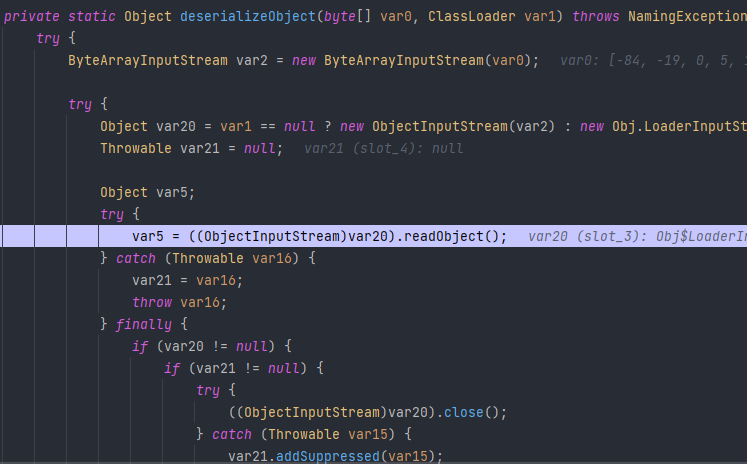 private static Object deserializeObject(byte[] var0, ClassLoader var1) throws NamingException
try {
ByteArrayInputStream var2 = new ByteArrayInputStream(var0);   var0: [-84, -19, 0, 5,
try {
Object var20 = var1 == null ? new ObjectInputStream(var2) : new Obj.LoaderInputSt
Throwable var21 = null;   var21 (slot_4): null
Object var5;
try {
var5 = ((ObjectInputStream)var20).readObject();   var20 (slot_3): Obj$LoaderIn
} catch (Throwable var16) {
var21 = var16;
throw var16;
} finally {
if (var20 != null) {
if (var21 != null) {
try {
((ObjectInputStream)var20).close();
} catch (Throwable var15) {
var21.addSuppressed(var15);